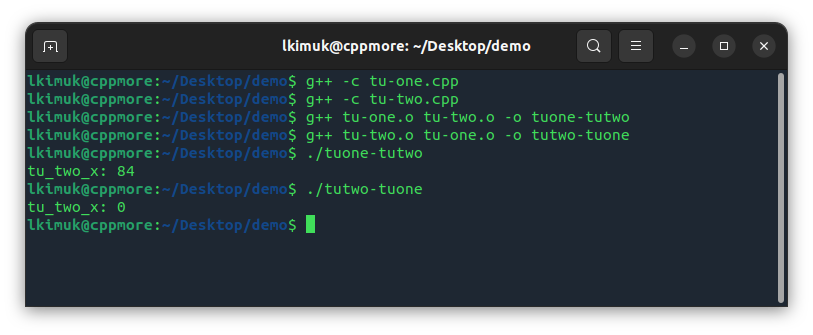 lkimuk@cppmore: ~/Desktop/demo
lkimuk@cppmore:~/Desktop/demo$ g++ -c tu-one.cpp
lkimuk@cppmore:~/Desktop/demo$ g++ -c tu-two.cpp
lkimuk@cppmore:~/Desktop/demo$ g++ tu-one.o tu-two.o -o tuone-tutwo
lkimuk@cppmore:~/Desktop/demo$ g++ tu-two.o tu-one.o -o tutwo-tuone
lkimuk@cppmore:~/Desktop/demo$ ./tuone-tutwo
tu_two_x: 84
lkimuk@cppmore:~/Desktop/demo$ ./tutwo-tuone
tu_two_x: 0
lkimuk@cppmore:~/Desktop/demo$